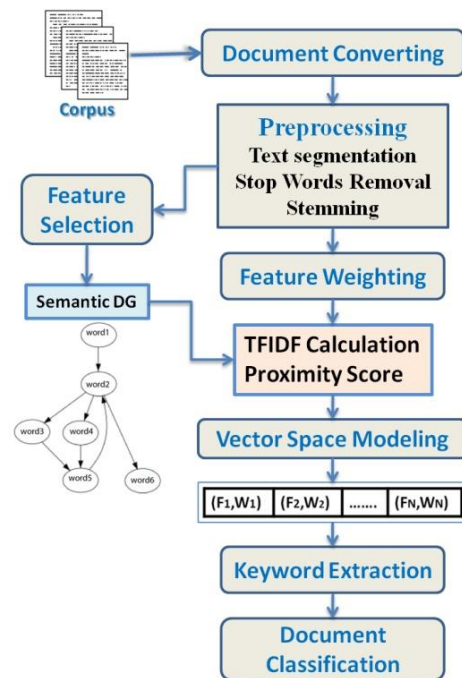 Document Converting
Corpus
Preprocessing
Text segmentation
Stop Words Removal
Stemming
Feature
Selection
Feature Weighting
Semantic DG
TFIDF Calculation
Proximity Score
word1
word2
word3
word4
word5
word6
Vector Space Modeling
(F1,W1) (F2,W2) ....... (FN,WN)
Keyword Extraction
Document
Classification